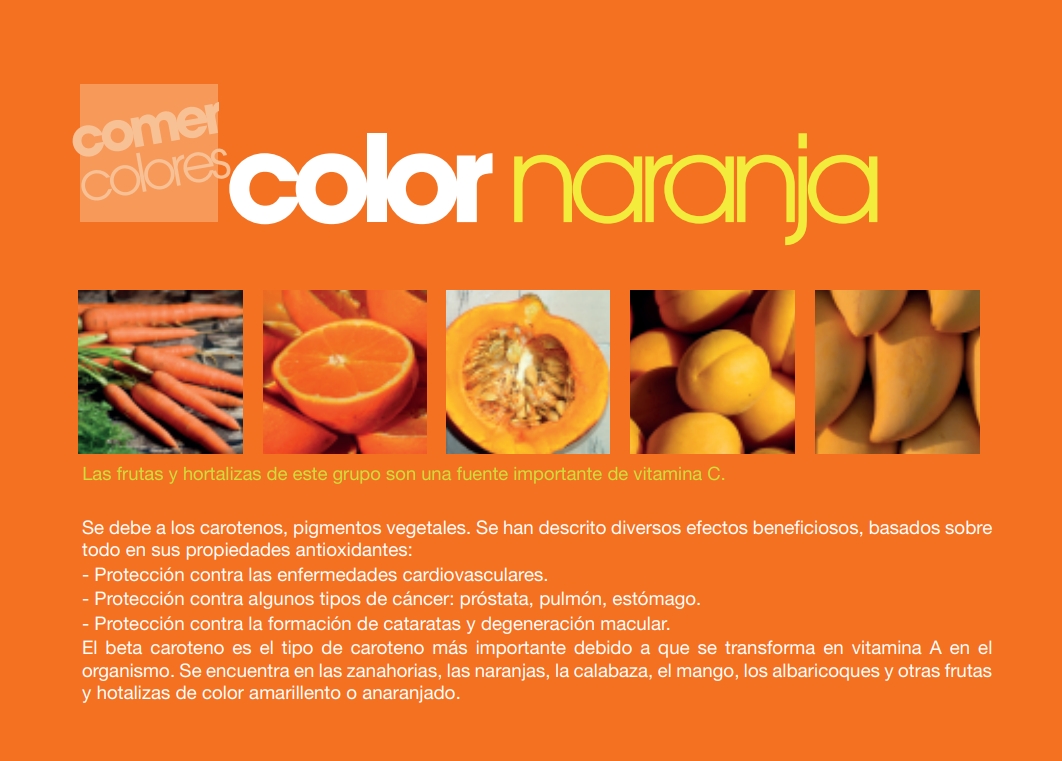 comer
colores
color naranja
Las frutas y hortalizas de este grupo son una fuente importante de vitamina C.
Se debe a los carotenos, pigmentos vegetales. Se han descrito diversos efectos beneficiosos, basados sobre
todo en sus propiedades antioxidantes:
- Protección contra las enfermedades cardiovasculares.
- Protección contra algunos tipos de cáncer: próstata, pulmón, estómago.
- Protección contra la formación de cataratas y degeneración macular.
El beta caroteno es el tipo de caroteno más importante debido a que se transforma en vitamina A en el
organismo. Se encuentra en las zanahorias, las naranjas, la calabaza, el mango, los albaricoques y otras frutas
y hotalizas de color amarillento o anaranjado.